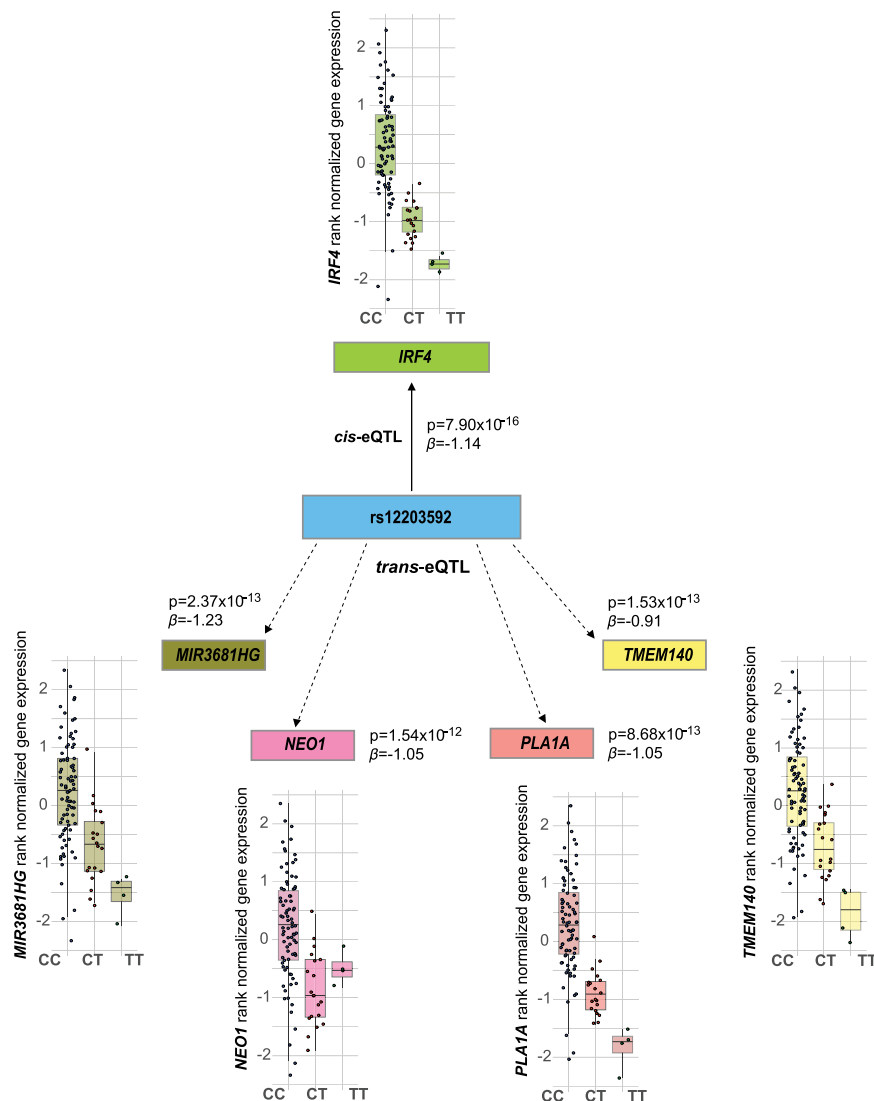 IRF4 rank normalized gene expression
2
1
0
-1
-2
CC CT TT
IRF4
cis-eQTL
p=7.90x10-16
β=-1.14
rs12203592
trans-eQTL
p=2.37x10-13
β=-1.23
MIR3681HG
p=1.53x10-13
β=-0.91
TMEM140
NEO1
p=1.54x10-12
β=-1.05
PLA1A
p=8.68x10-13
β=-1.05
MIR3681HG rank normalized gene expression
2
1
0
-1
-2
CC CT TT
NEO1 rank normalized gene expression
2
1
0
-1
-2
CC CT TT
PLA1A rank normalized gene expression
2
1
0
-1
-2
CC CT TT
TMEM140 rank normalized gene expression
2
1
0
-1
-2
CC CT TT